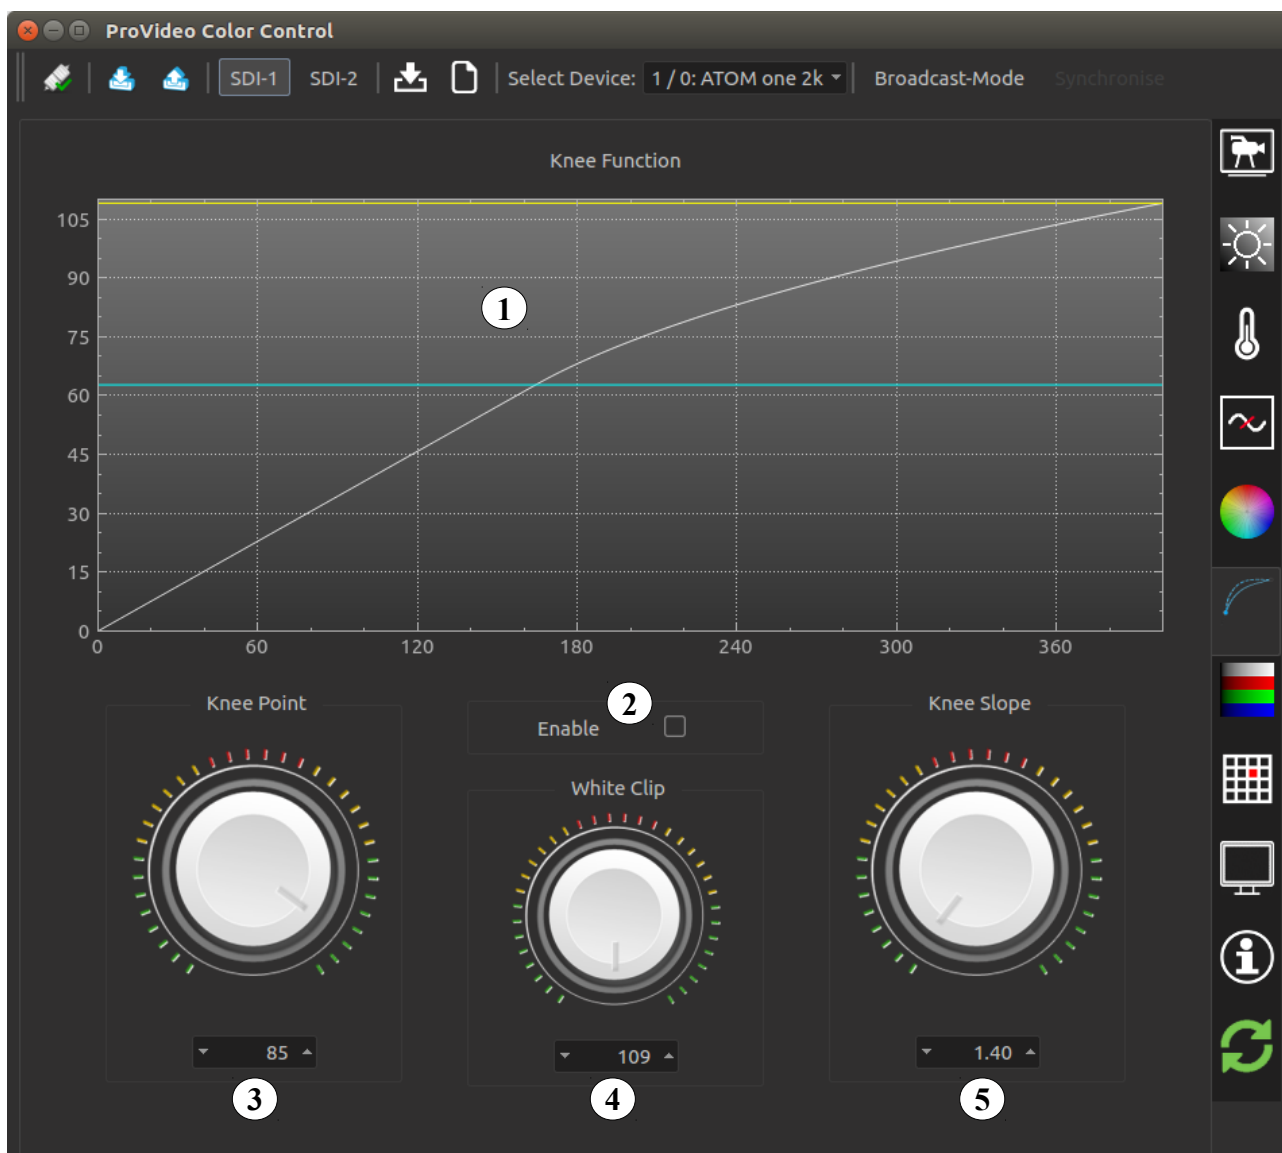 ProVideo Color Control
SDI-1 SDI-2 Select Device: 1 / 0: ATOM one 2k Broadcast-Mode Synchronise
Knee Function
105
90
75
60
45
30
15
0
0 60 120 180 240 300 360
1
Knee Point
2
Enable
Knee Slope
White Clip
85
109
1.40
3
4
5